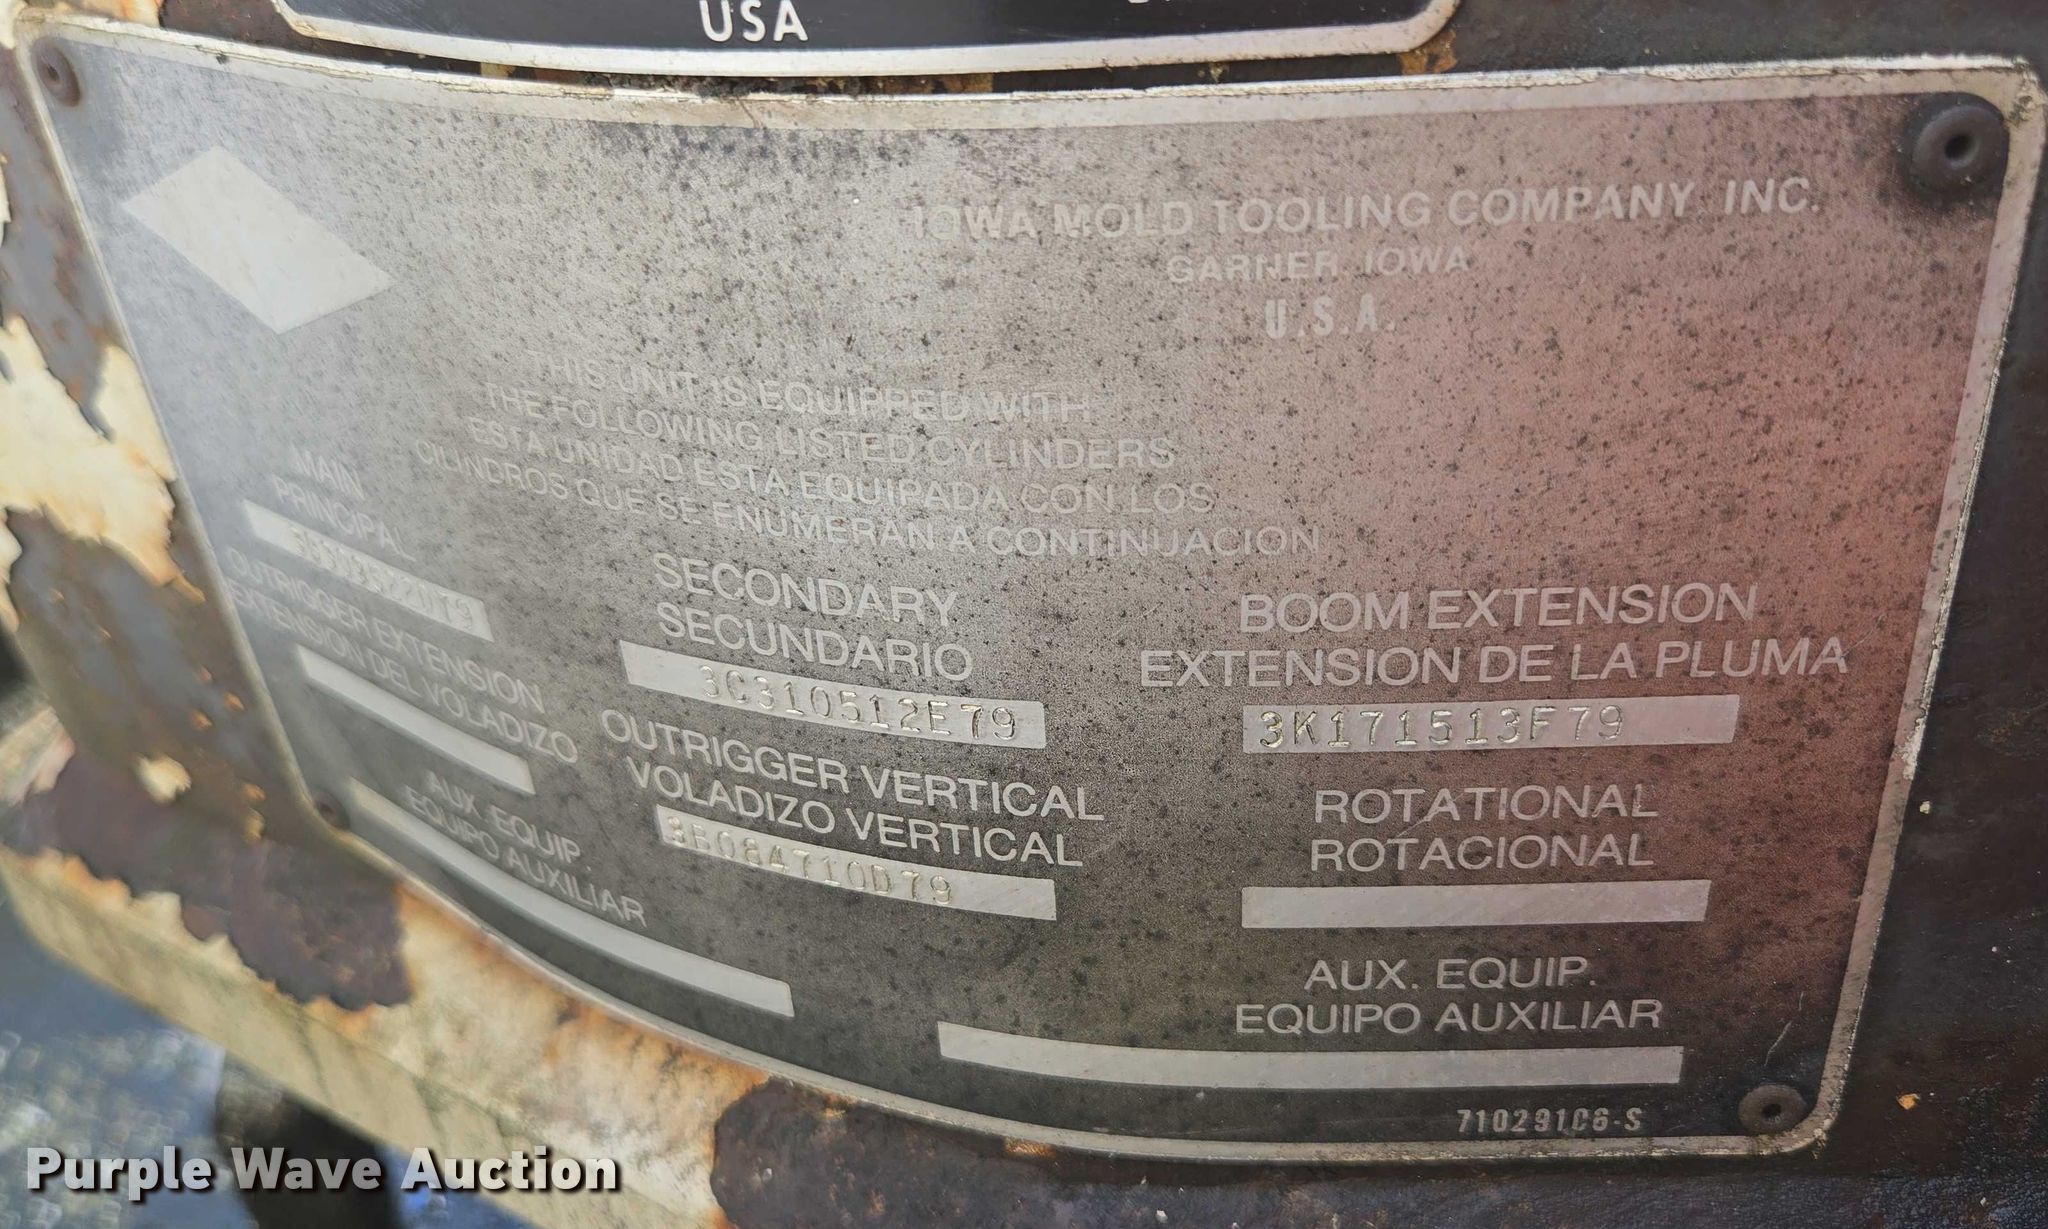 USA
IOWA MOLD TOOLING COMPANY, INC.
GARNER, IOWA
U.S.A.
THIS UNIT IS EQUIPPED WITH
THE FOLLOWING LISTED CYLINDERS
ESTA UNIDAD ESTA EQUIPADA CON LOS
CILINDROS QUE SE ENUMERAN A CONTINUACION
MAIN
PRINCIPAL
SECONDARY
SECUNDARIO
3C310512E79
BOOM EXTENSION
EXTENSION DE LA PLUMA
3K171513F79
OUTRIGGER EXTENSION
EXTENSION DEL VOLADIZO
OUTRIGGER VERTICAL
VOLADIZO VERTICAL
3B084710D79
ROTATIONAL
ROTACIONAL
AUX. EQUIP.
EQUIPO AUXILIAR
AUX. EQUIP.
EQUIPO AUXILIAR
71029106-S
Purple Wave Auction